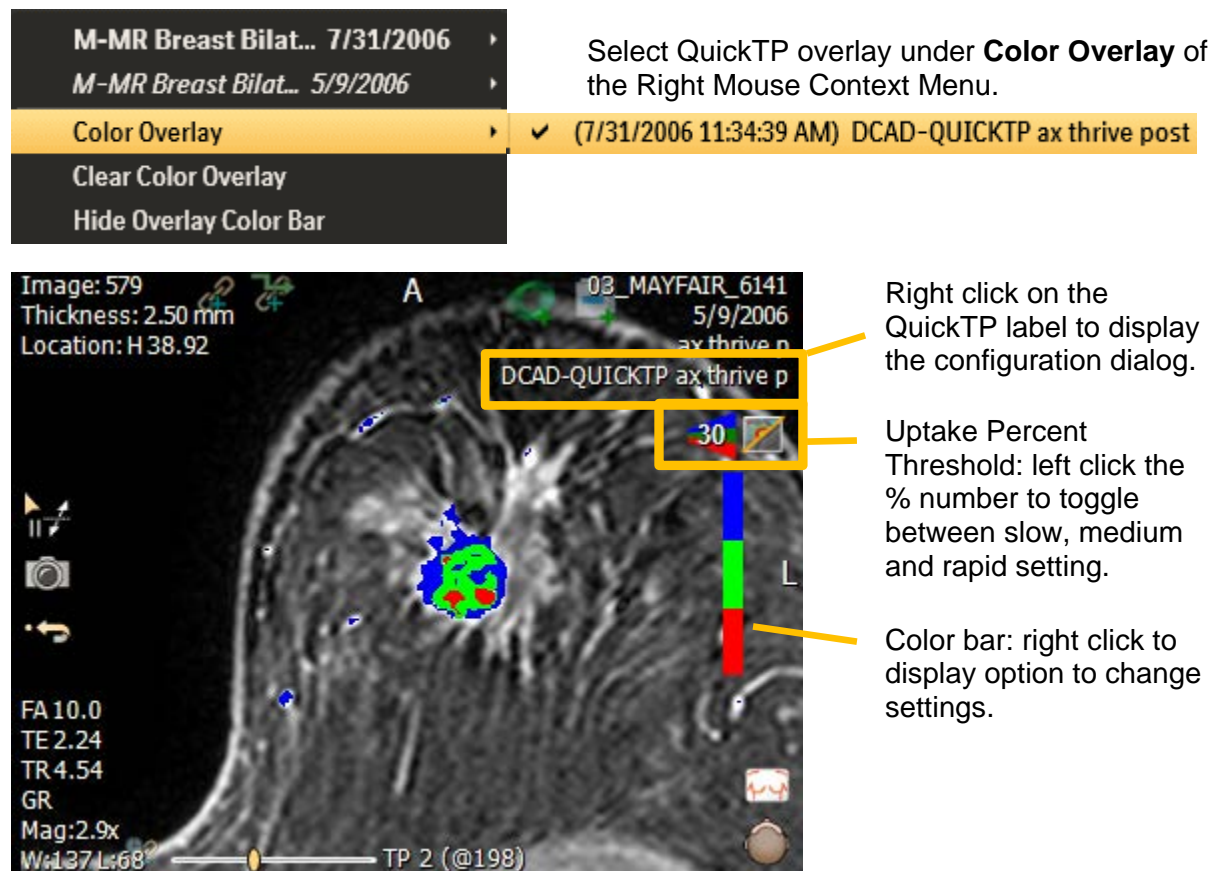 M-MR Breast Bilat... 7/31/2006
M-MR Breast Bilat... 5/9/2006
Color Overlay
Clear Color Overlay
Hide Overlay Color Bar
Select QuickTP overlay under Color Overlay of
the Right Mouse Context Menu.
(7/31/2006 11:34:39 AM) DCAD-QUICKTP ax thrive post
Image: 579
Thickness: 2.50 mm
Location: H 38.92
A
03_MAYFAIR_6141
5/9/2006
ax thrive p
DCAD-QUICKTP ax thrive p
30
L
FA 10.0
TE 2.24
TR 4.54
GR
Mag:2.9x
W:137 L:68
TP 2 (@198)
Right click on the
QuickTP label to display
the configuration dialog.
Uptake Percent
Threshold: left click the
% number to toggle
between slow, medium
and rapid setting.
Color bar: right click to
display option to change
settings.